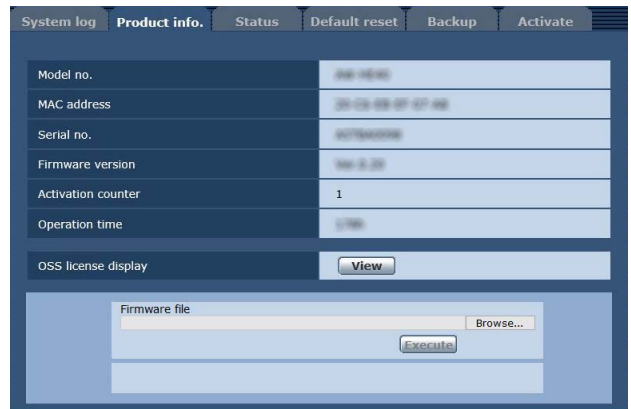 System log Product info. Status Default reset Backup Activate
Model no.
MAC address
Serial no.
Firmware version
Activation counter 1
Operation time
OSS license display View
Firmware file
Browse...
Execute